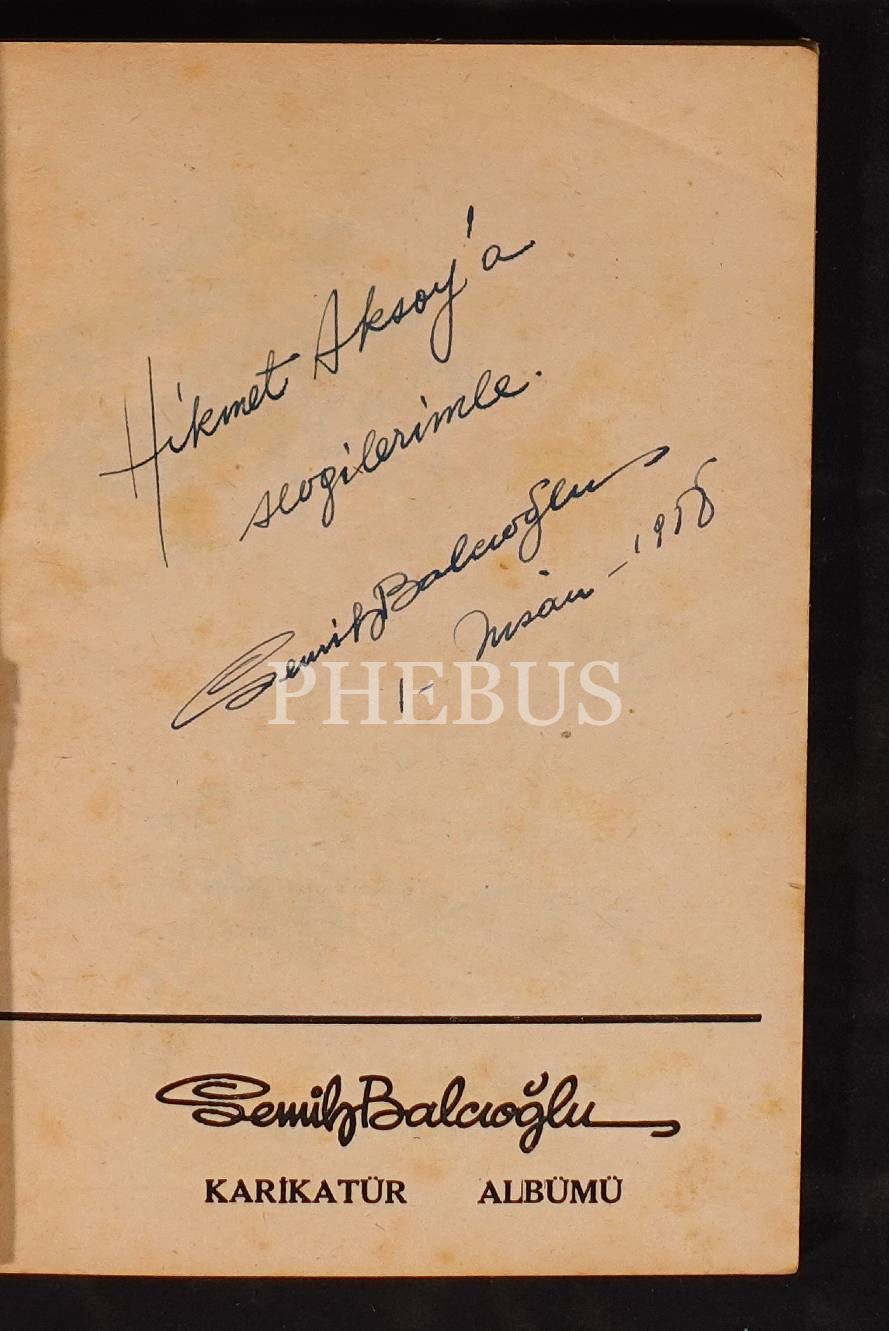 Hikmet Aksoy'a
sevgilerimle.
Semih Balcıoğlu
1- Nisan - 1958
PHEBUS
Semih Balcıoğlu
KARİKATÜR ALBÜMÜ